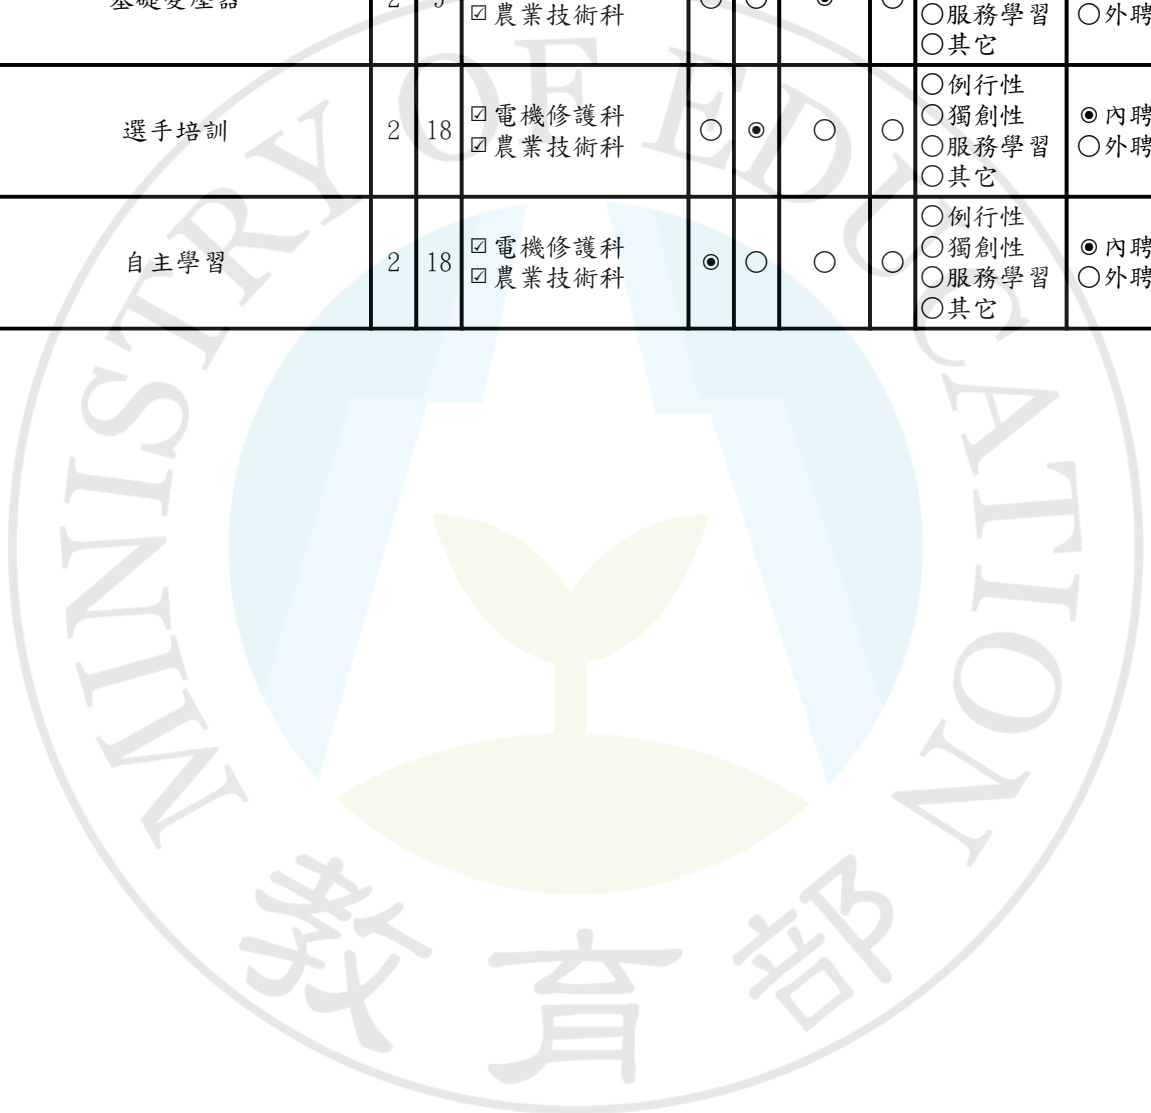 基礎變壓器 2 ☑農業技術科 ○ ○ ◉ ○ ○服務學習 ○外聘
○其它
○例行性
選手培訓 2 18 ☑電機修護科 ○ ◉ ○ ○ ○獨創性 ◉內聘
☑農業技術科 ○服務學習 ○外聘
○其它
○例行性
自主學習 2 18 ☑電機修護科 ◉ ○ ○ ○ ○獨創性 ◉內聘
☑農業技術科 ○服務學習 ○外聘
○其它
MINISTRY OF EDUCATION
教育部